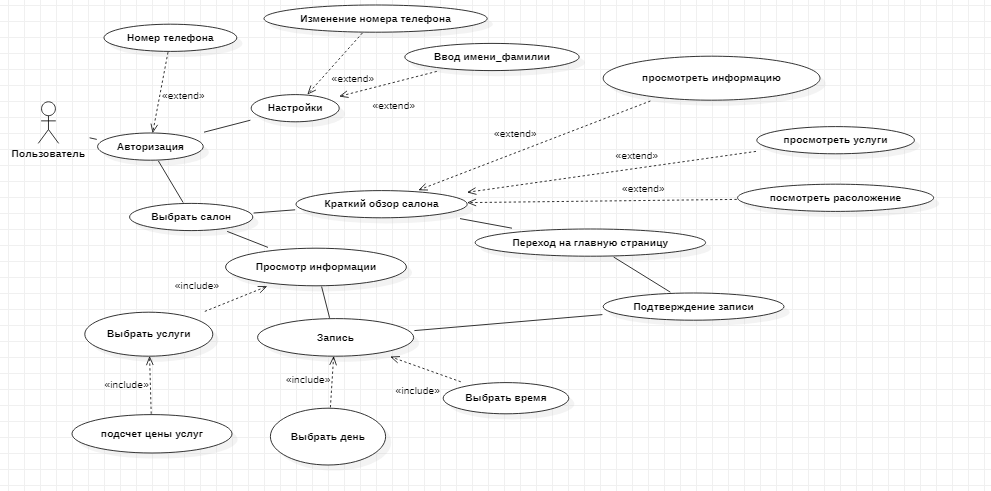 Изменение номера телефона
Номер телефона
Ввод имени_фамилии
«extend»
просмотреть информацию
«extend»
Настройки
«extend»
«extend»
Пользователь
Авторизация
просмотреть услуги
«extend»
«extend»
посмотреть расоложение
Выбрать салон
Краткий обзор салона
Переход на главную страницу
Просмотр информации
«include»
Подтверждение записи
Выбрать услуги
Запись
«include»
«include»
«include»
Выбрать время
подсчет цены услуг
Выбрать день